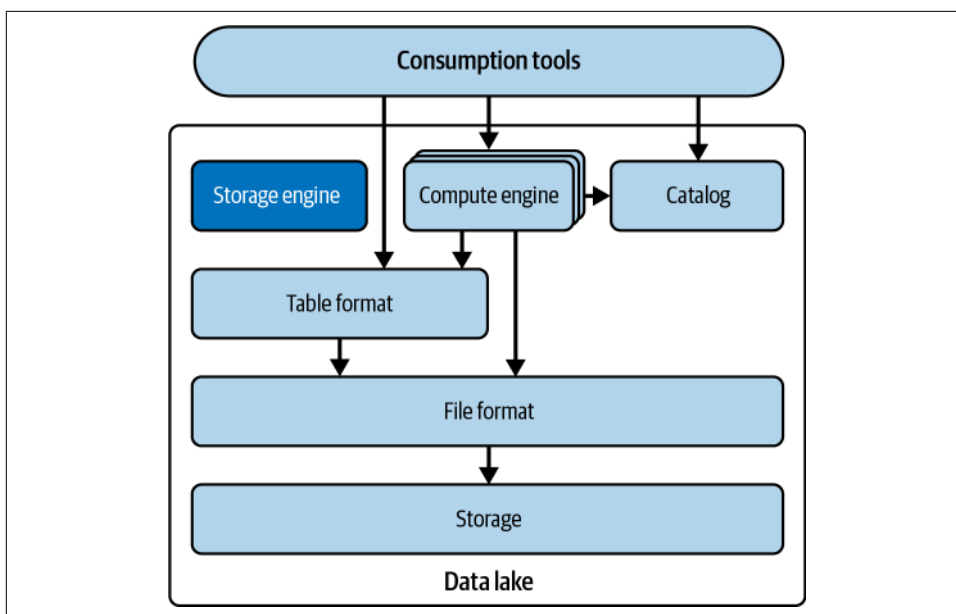 Consumption tools
Storage engine
Compute engine
Catalog
Table format
File format
Storage
Data lake